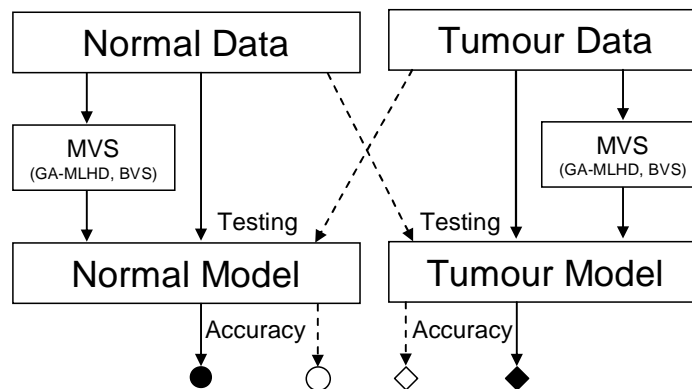 Normal Data
Tumour Data
MVS
(GA-MLHD, BVS)
MVS
(GA-MLHD, BVS)
Testing
Testing
Normal Model
Tumour Model
Accuracy
Accuracy